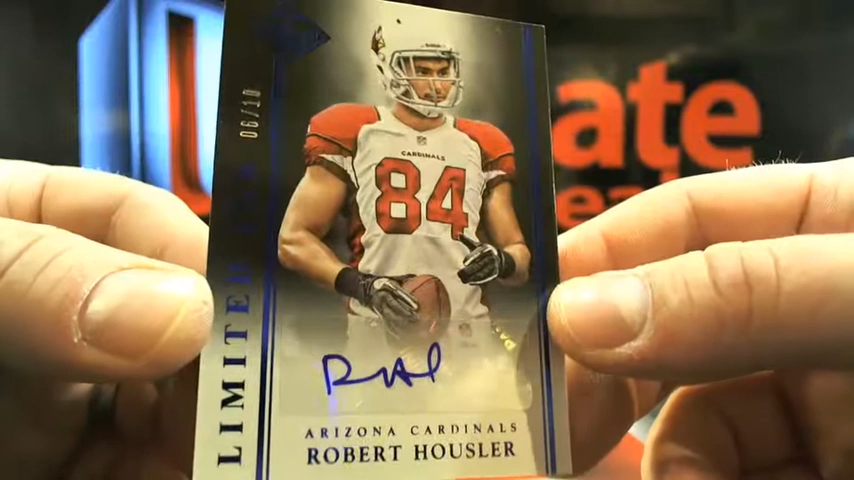 06/10
CARDINALS
84
LIMITED
ARIZONA CARDINALS
ROBERT HOUSLER
ate